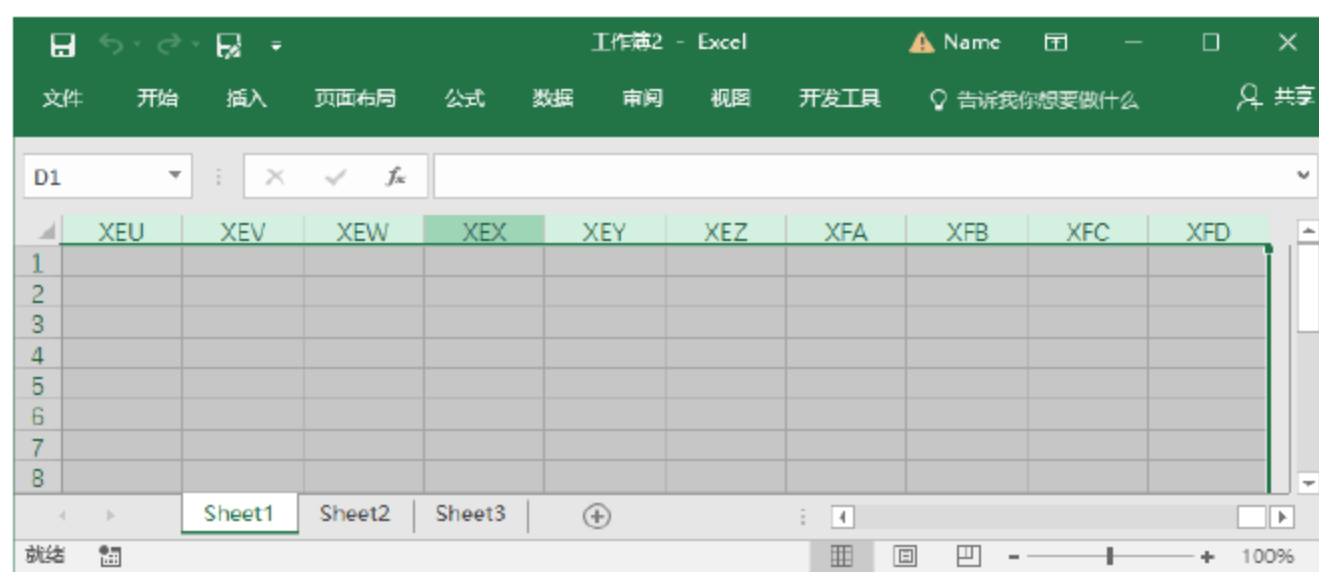 工作簿2 - Excel
Name
文件 开始 插入 页面布局 公式 数据 审阅 视图 开发工具 告诉我你想要做什么 共享
D1
fx
XEU XEV XEW XEX XEY XEZ XFA XFB XFC XFD
1
2
3
4
5
6
7
8
Sheet1 Sheet2 Sheet3
就绪
100%